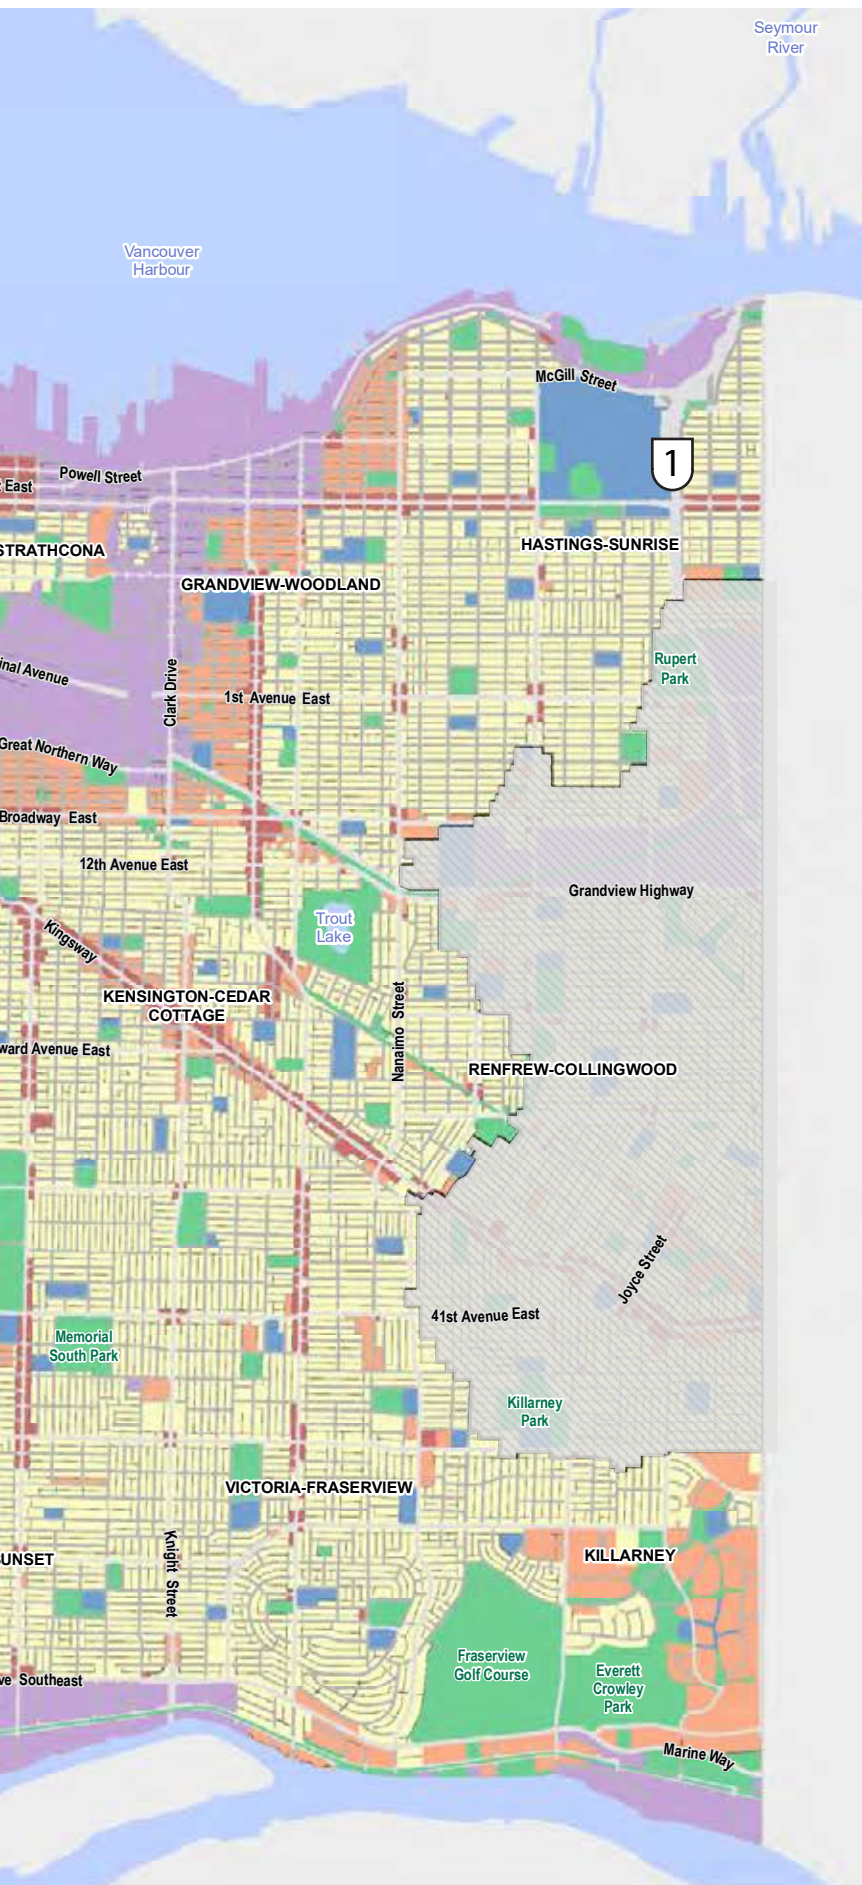 Seymour
River
Vancouver
Harbour
McGill Street
1
Powell Street
East
STRATHCONA
HASTINGS-SUNRISE
GRANDVIEW-WOODLAND
Rupert
Park
inal Avenue
Clark Drive
1st Avenue East
Great Northern Way
Broadway East
12th Avenue East
Grandview Highway
Trout
Lake
Kingsway
KENSINGTON-CEDAR
COTTAGE
Nanaimo Street
ward Avenue East
RENFREW-COLLINGWOOD
Joyce Street
41st Avenue East
Memorial
South Park
Killarney
Park
VICTORIA-FRASERVIEW
UNSET
Knight Street
KILLARNEY
Fraserview
Golf Course
Everett
Crowley
Park
ve Southeast
Marine Way